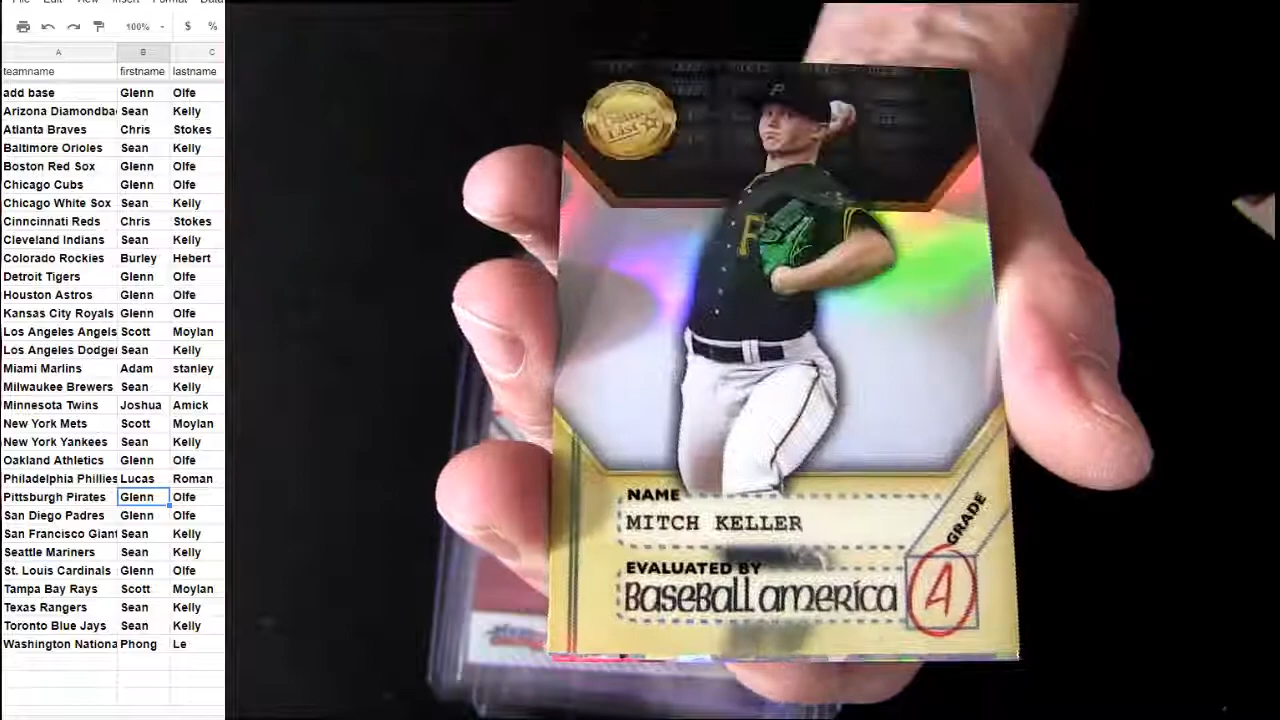 File Edit View Insert Format Data
100% $ %
A B C
teamname firstname lastname
add base Glenn Olfe
Arizona Diamondba Sean Kelly
Atlanta Braves Chris Stokes
Baltimore Orioles Sean Kelly
Boston Red Sox Glenn Olfe
Chicago Cubs Glenn Olfe
Chicago White Sox Sean Kelly
Cinncinnati Reds Chris Stokes
Cleveland Indians Sean Kelly
Colorado Rockies Burley Hebert
Detroit Tigers Glenn Olfe
Houston Astros Glenn Olfe
Kansas City Royals Glenn Olfe
Los Angeles Angels Scott Moylan
Los Angeles Dodger Sean Kelly
Miami Marlins Adam stanley
Milwaukee Brewers Sean Kelly
Minnesota Twins Joshua Amick
New York Mets Scott Moylan
New York Yankees Sean Kelly
Oakland Athletics Glenn Olfe
Philadelphia Phillies Lucas Roman
Pittsburgh Pirates Glenn Olfe
San Diego Padres Glenn Olfe
San Francisco Giant Sean Kelly
Seattle Mariners Sean Kelly
St. Louis Cardinals Glenn Olfe
Tampa Bay Rays Scott Moylan
Texas Rangers Sean Kelly
Toronto Blue Jays Sean Kelly
Washington Nationa Phong Le
P
P
NAME
MITCH KELLER
GRADE
EVALUATED BY
BaseBall america
A